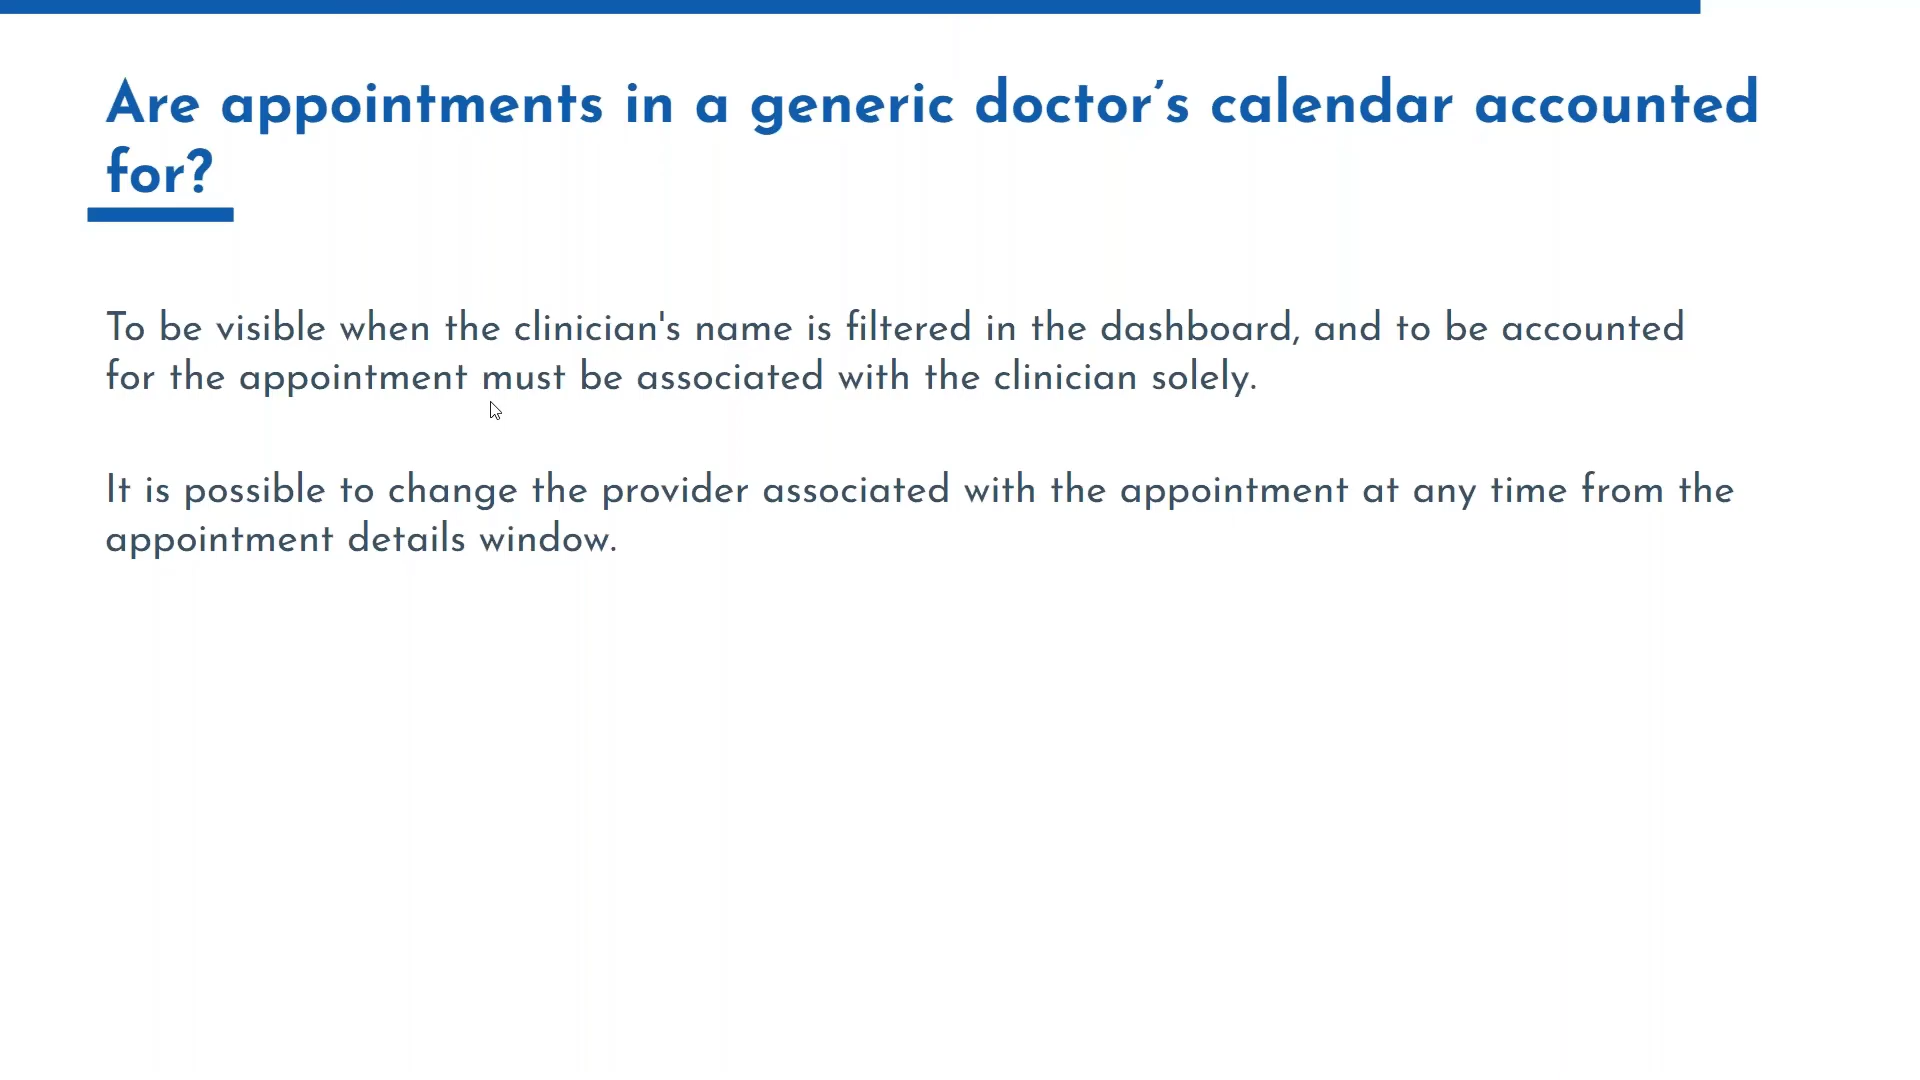 Are appointments in a generic doctor’s calendar accounted
for?
To be visible when the clinician's name is filtered in the dashboard, and to be accounted
for the appointment must be associated with the clinician solely.
It is possible to change the provider associated with the appointment at any time from the
appointment details window.